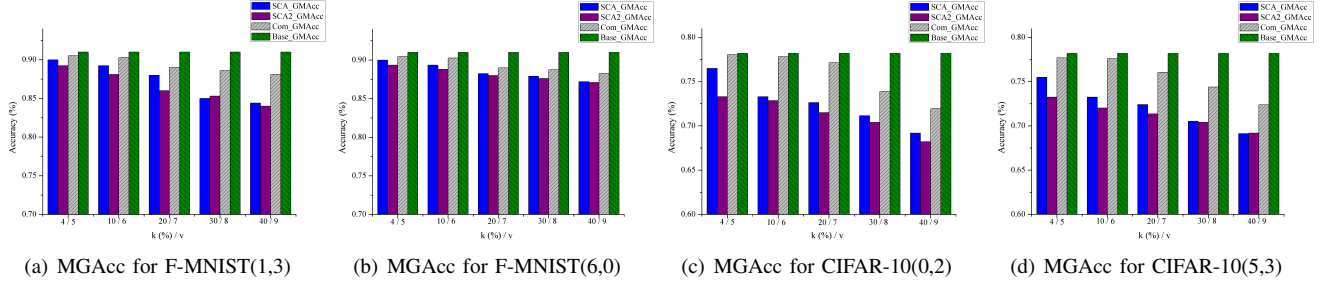 SCA_GMAcc
SCA2_GMAcc
Com_GMAcc
Base_GMAcc
0.90
0.85
0.80
0.75
0.70
Accuracy (%)
4 / 5 10 / 6 20 / 7 30 / 8 40 / 9
k (%) / v
(a) MGAcc for F-MNIST(1,3)
SCA_GMAcc
SCA2_GMAcc
Com_GMAcc
Base_GMAcc
0.90
0.85
0.80
0.75
0.70
Accuracy (%)
4 / 5 10 / 6 20 / 7 30 / 8 40 / 9
k (%) / v
(b) MGAcc for F-MNIST(6,0)
SCA_GMAcc
SCA2_GMAcc
Com_GMAcc
Base_GMAcc
0.80
0.75
0.70
0.65
0.60
Accuracy (%)
4 / 5 10 / 6 20 / 7 30 / 8 40 / 9
k (%) / v
(c) MGAcc for CIFAR-10(0,2)
SCA_GMAcc
SCA2_GMAcc
Com_GMAcc
Base_GMAcc
0.80
0.75
0.70
0.65
0.60
Accuracy (%)
4 / 5 10 / 6 20 / 7 30 / 8 40 / 9
k (%) / v
(d) MGAcc for CIFAR-10(5,3)